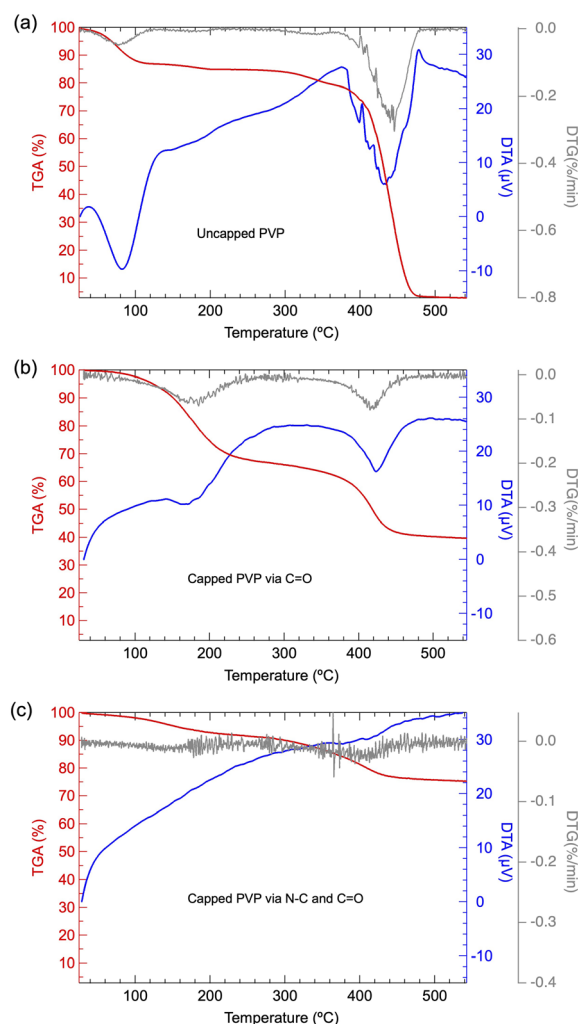 (a)
100
90
80
70
60
50
40
30
20
10
TGA (%)
30
20
10
0
-10
DTA (µV)
0.0
-0.2
-0.4
-0.6
-0.8
DTG(%/min)
Uncapped PVP
100 200 300 400 500
Temperature (ºC)
(b)
100
90
80
70
60
50
40
30
20
10
TGA (%)
30
20
10
0
-10
DTA (µV)
0.0
-0.1
-0.2
-0.3
-0.4
-0.5
-0.6
DTG(%/min)
Capped PVP via C=O
100 200 300 400 500
Temperature (ºC)
(c)
100
90
80
70
60
50
40
30
20
10
TGA (%)
30
20
10
0
-10
DTA (µV)
0.0
-0.1
-0.2
-0.3
-0.4
DTG(%/min)
Capped PVP via N-C and C=O
100 200 300 400 500
Temperature (ºC)